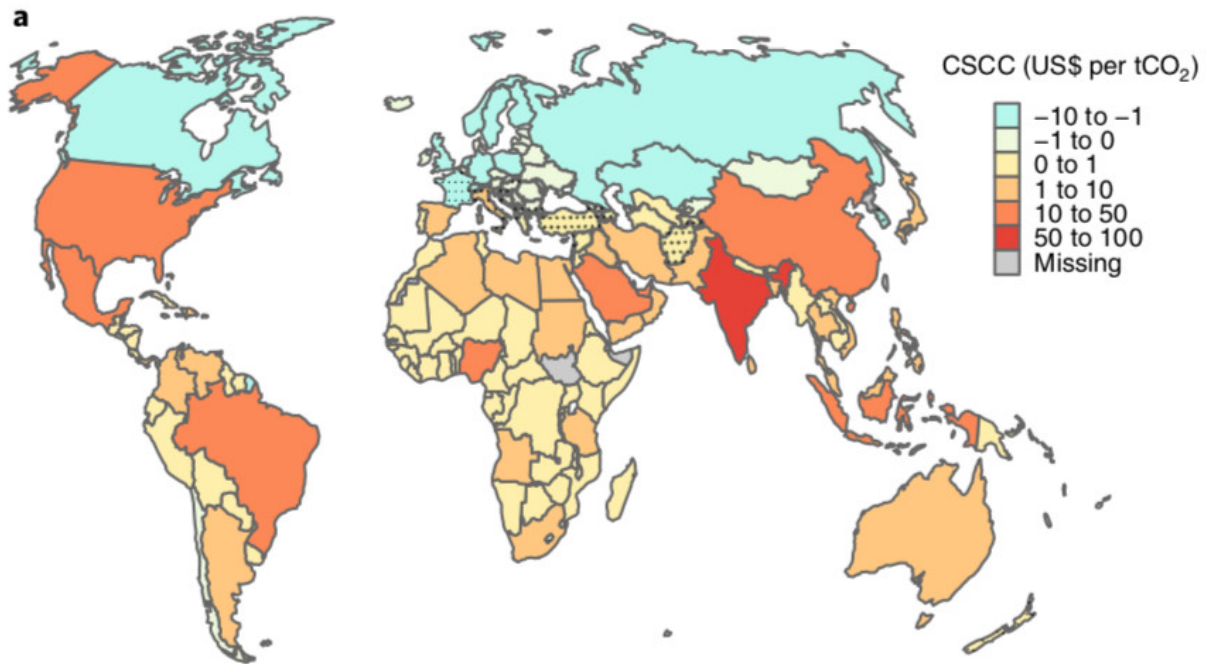 a
CSCC (US$ per tCO₂)
−10 to −1
−1 to 0
0 to 1
1 to 10
10 to 50
50 to 100
Missing